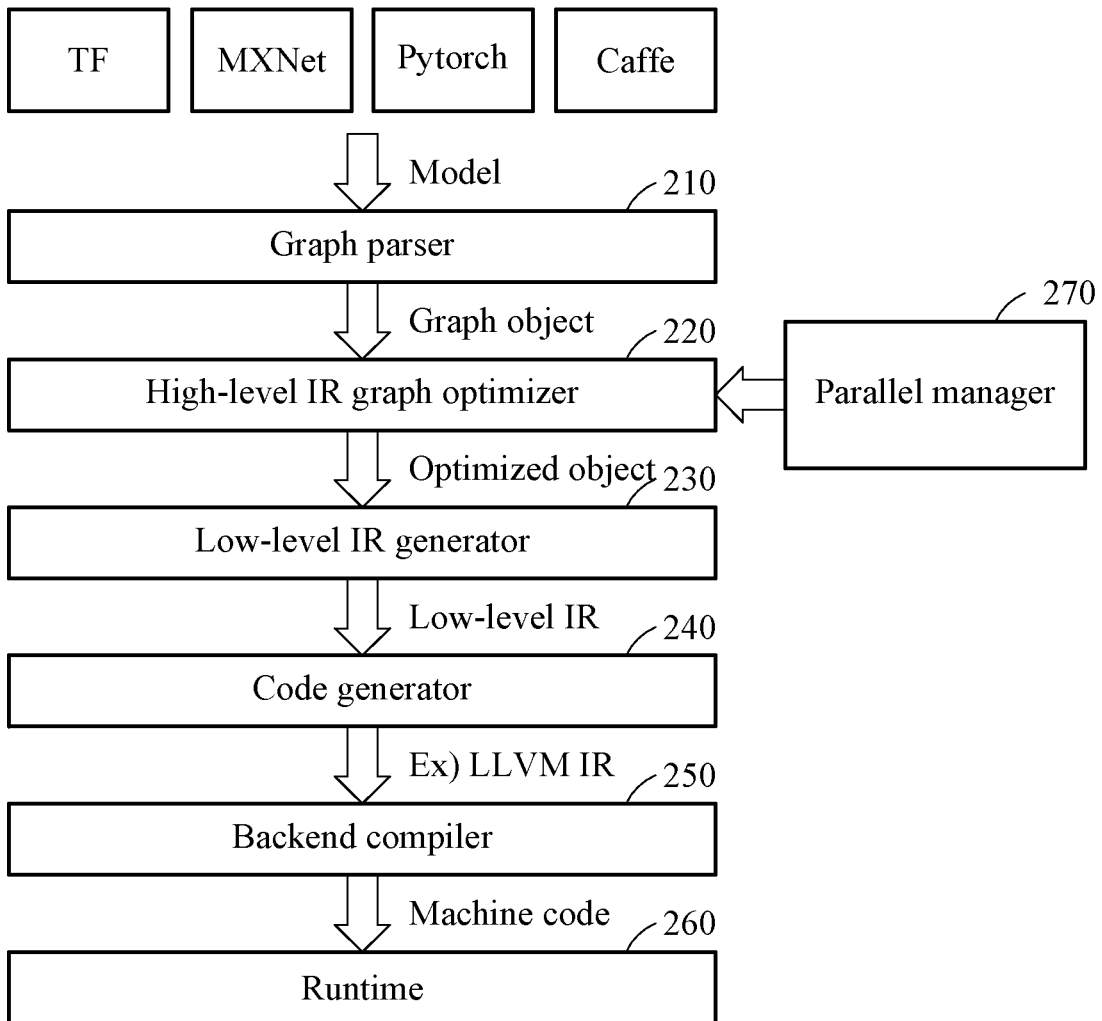 TF
MXNet
Pytorch
Caffe
Model
210
Graph parser
270
Graph object
220
High-level IR graph optimizer
Parallel manager
Optimized object
230
Low-level IR generator
Low-level IR
240
Code generator
Ex) LLVM IR
250
Backend compiler
Machine code
260
Runtime